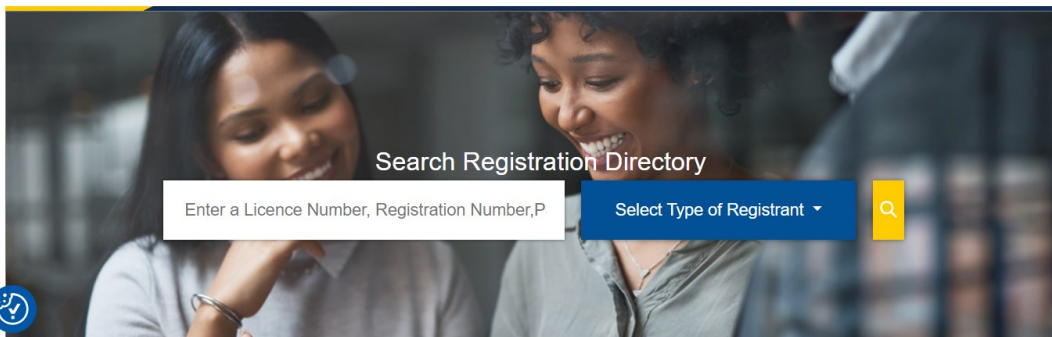 Search Registration Directory
Enter a Licence Number, Registration Number,P
Select Type of Registrant